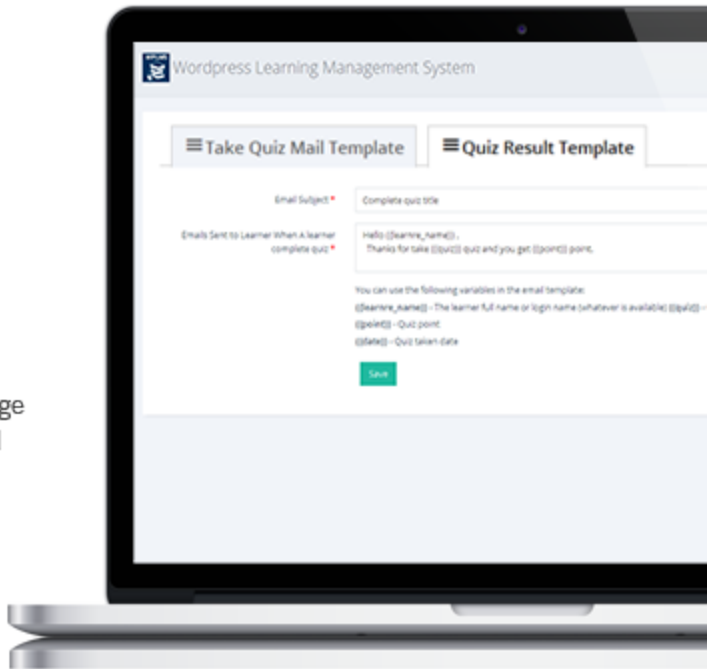 Wordpress Learning Management System
Take Quiz Mail Template
Quiz Result Template
Email Subject *
Complete quiz title
Emails Sent to Learner When A learner
complete quiz *
Hello {{learnre_name}} ,
Thanks for take {{quiz}} quiz and you get {{point}} point.
You can use the following variables in the email template:
{{learnre_name}} - The learner full name or login name (whatever is available) {{quiz}} -
{{point}} - Quiz point
{{date}} - Quiz taken date
Save
ge